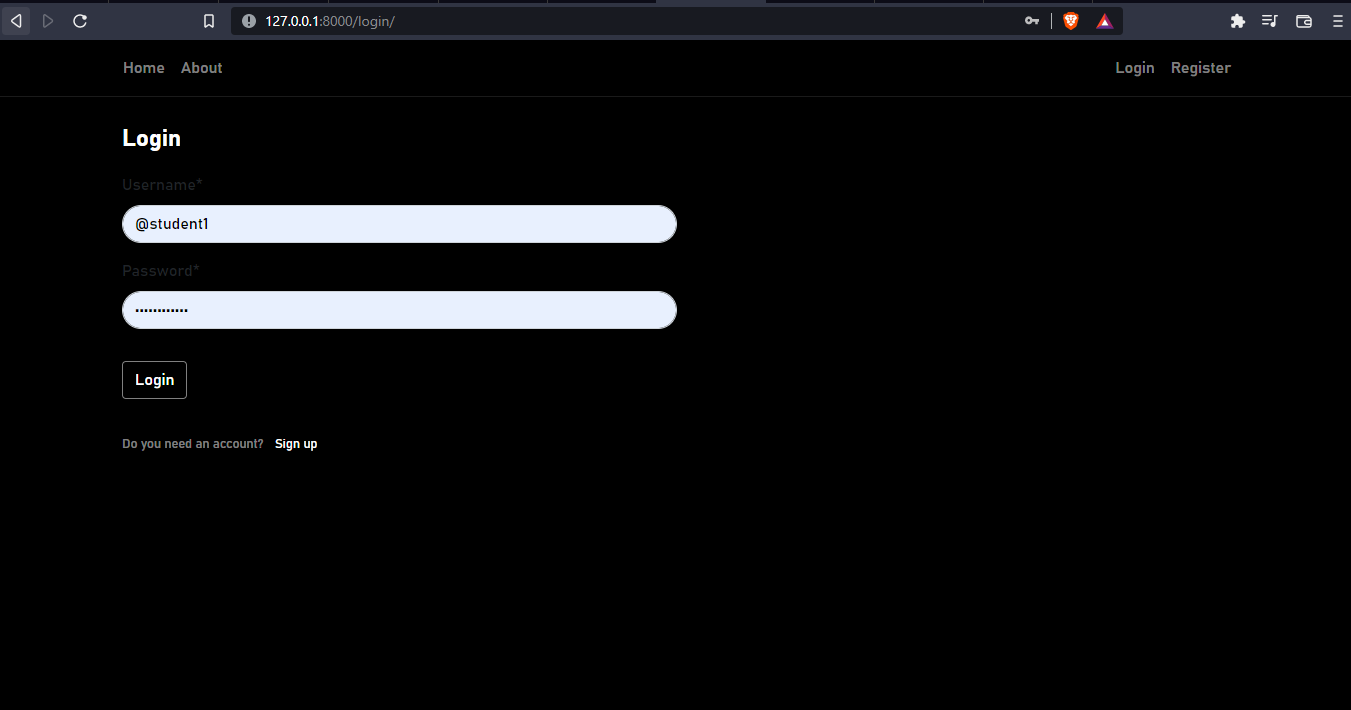 127.0.0.1:8000/login/
Home About Login Register
Login
Username*
@student1
Password*
············
Login
Do you need an account? Sign up